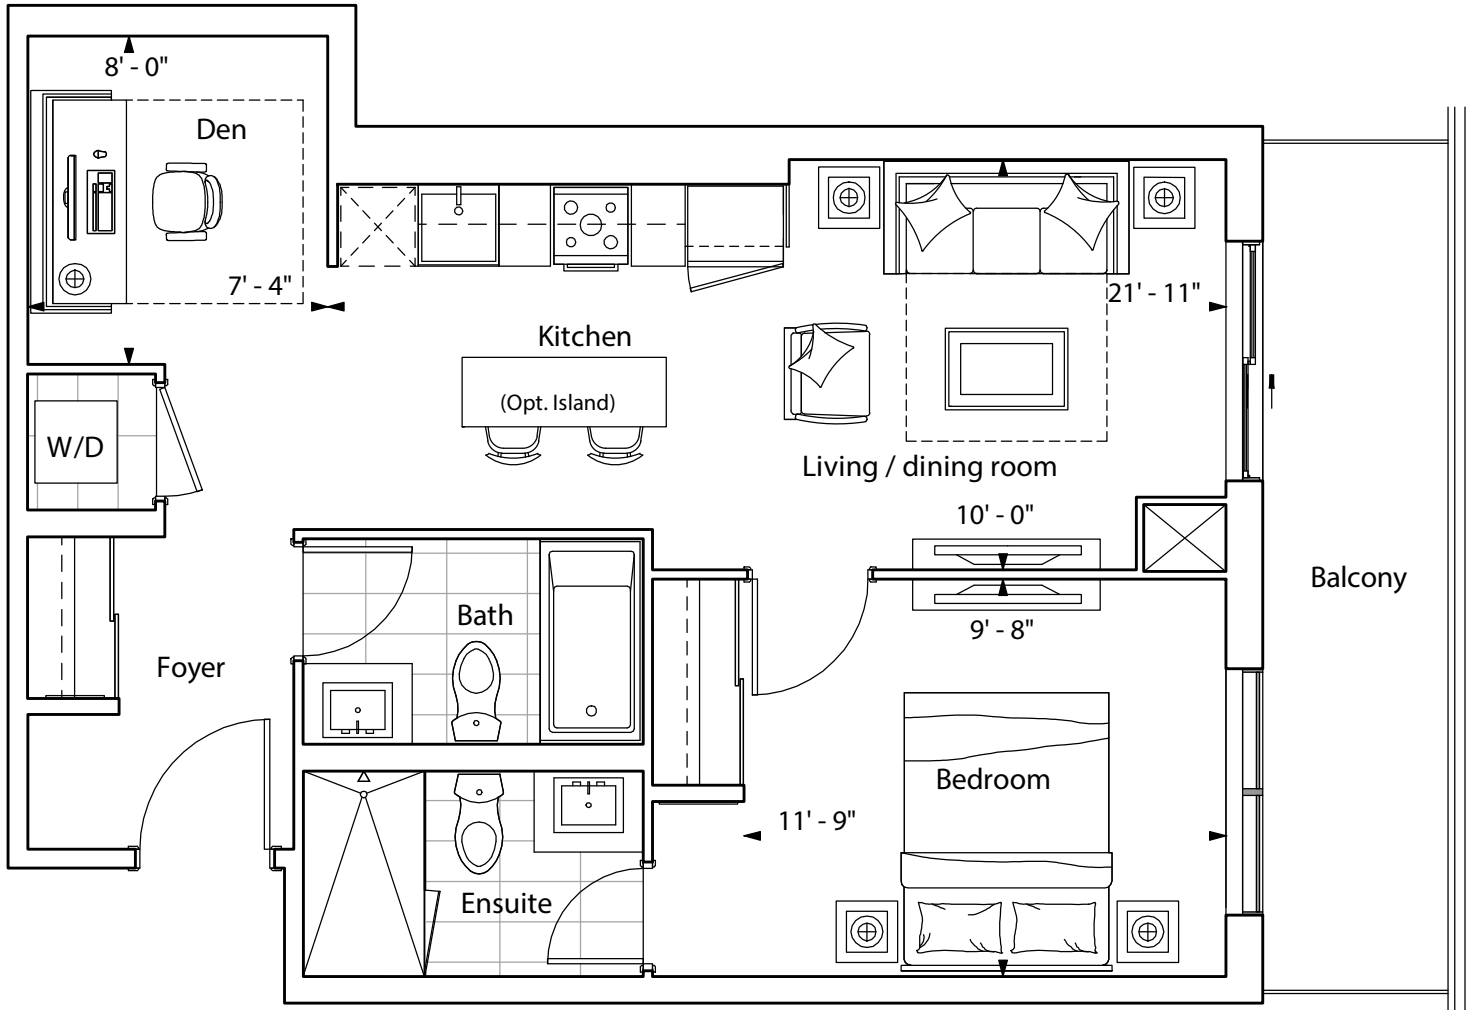 8' - 0"
Den
7' - 4"
21' - 11"
Kitchen
(Opt. Island)
W/D
Living / dining room
10' - 0"
Balcony
Bath
9' - 8"
Foyer
Bedroom
11' - 9"
Ensuite